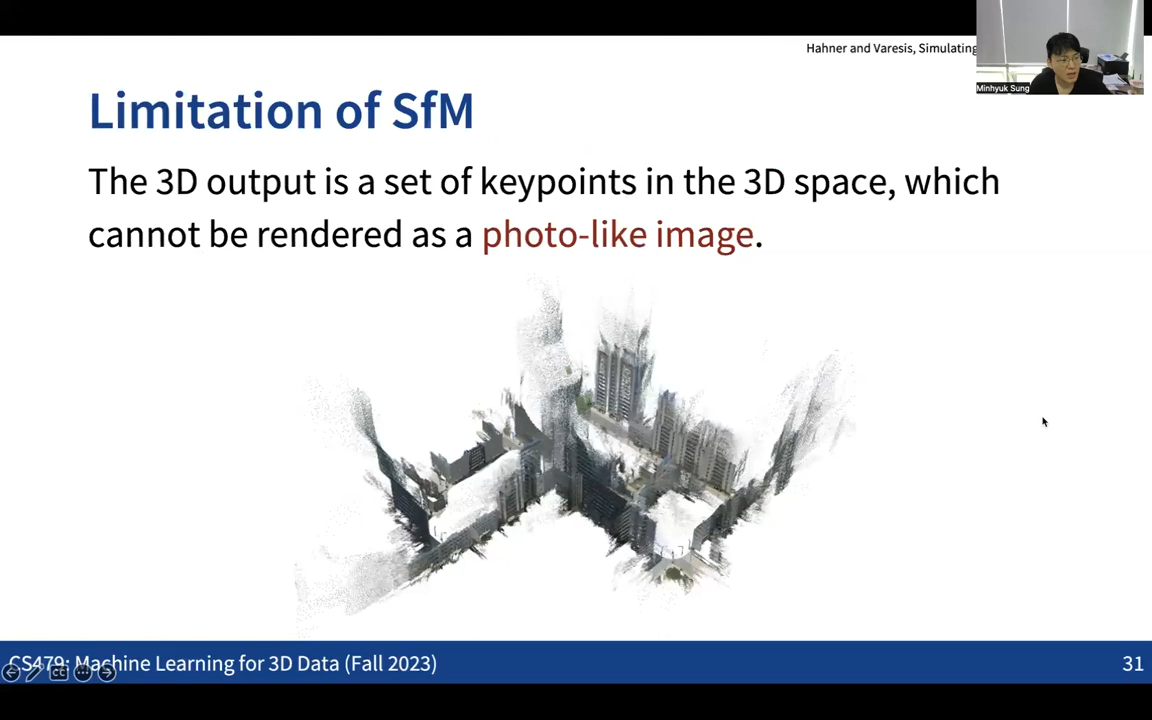 Hahner and Varesis, Simulating
Minhyuk Sung
Limitation of SfM
The 3D output is a set of keypoints in the 3D space, which
cannot be rendered as a photo-like image.
CS479: Machine Learning for 3D Data (Fall 2023)
31